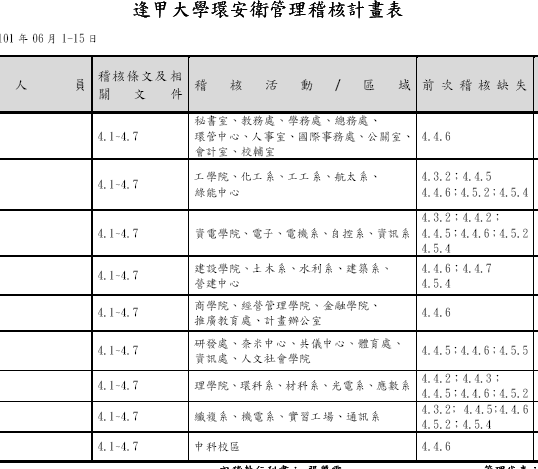 逢甲大學環安衛管理稽核計畫表
101 年 06 月 1-15 日
人 員
稽核條文及相
關 文 件
稽 核 活 動 / 區 域
前次稽核缺失
4.1-4.7
秘書室、教務處、學務處、總務處、
環管中心、人事室、國際事務處、公關室、
會計室、校輔室
4.4.6
4.1-4.7
工學院、化工系、工工系、航太系、
綠能中心
4.3.2；4.4.5
4.4.6；4.5.2；4.5.4
4.1-4.7
資電學院、電子、電機系、自控系、資訊系
4.3.2；4.4.2；
4.4.5；4.4.6；4.5.2
4.5.4
4.1-4.7
建設學院、土木系、水利系、建築系、
營建中心
4.4.6；4.4.7
4.5.4
4.1-4.7
商學院、經營管理學院、金融學院、
推廣教育處、計畫辦公室
4.4.6
4.1-4.7
研發處、奈米中心、共儀中心、體育處、
資訊處、人文社會學院
4.4.5；4.4.6；4.5.5
4.1-4.7
理學院、環科系、材料系、光電系、應數系
4.4.2；4.4.3；
4.4.5；4.4.6；4.5.2
4.1-4.7
纖複系、機電系、實習工場、通訊系
4.3.2; 4.4.5;4.4.6
4.5.2；4.5.4
4.1-4.7
中科校區
4.4.6